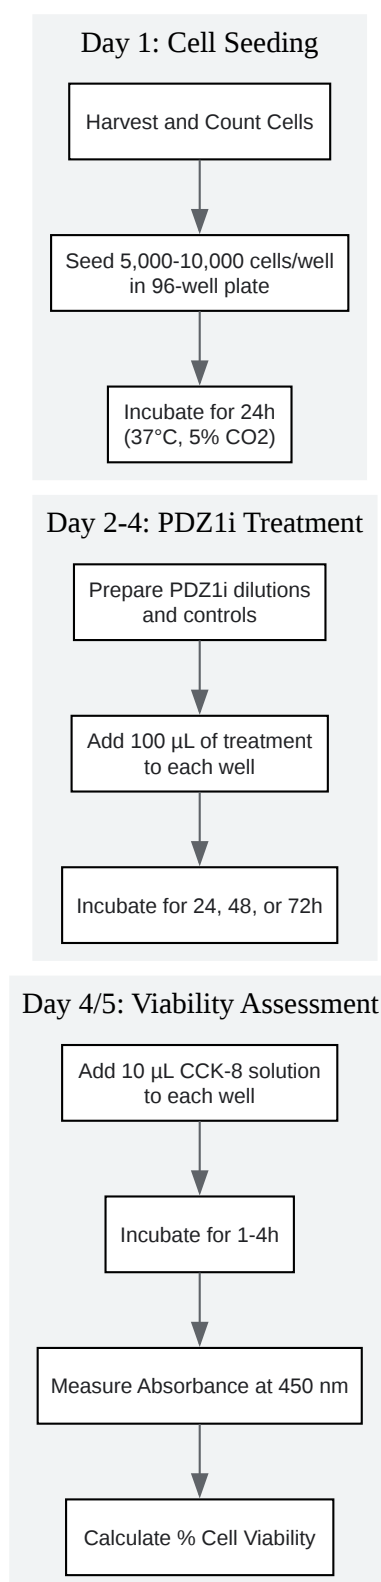 Day 1: Cell Seeding
Harvest and Count Cells
Seed 5,000-10,000 cells/well
in 96-well plate
Incubate for 24h
(37°C, 5% CO2)
Day 2-4: PDZ1i Treatment
Prepare PDZ1i dilutions
and controls
Add 100 µL of treatment
to each well
Incubate for 24, 48, or 72h
Day 4/5: Viability Assessment
Add 10 µL CCK-8 solution
to each well
Incubate for 1-4h
Measure Absorbance at 450 nm
Calculate % Cell Viability